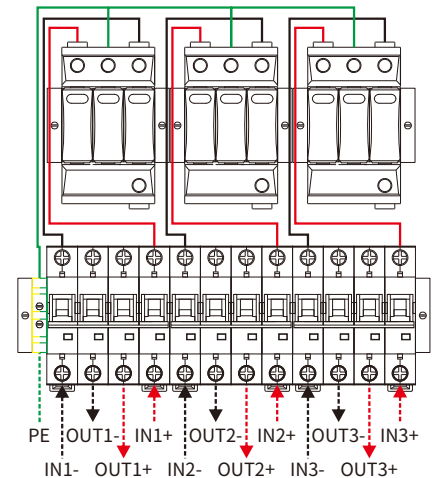 PE OUT1- IN1+ OUT2- IN2+ OUT3- IN3+
IN1- OUT1+ IN2- OUT2+ IN3- OUT3+